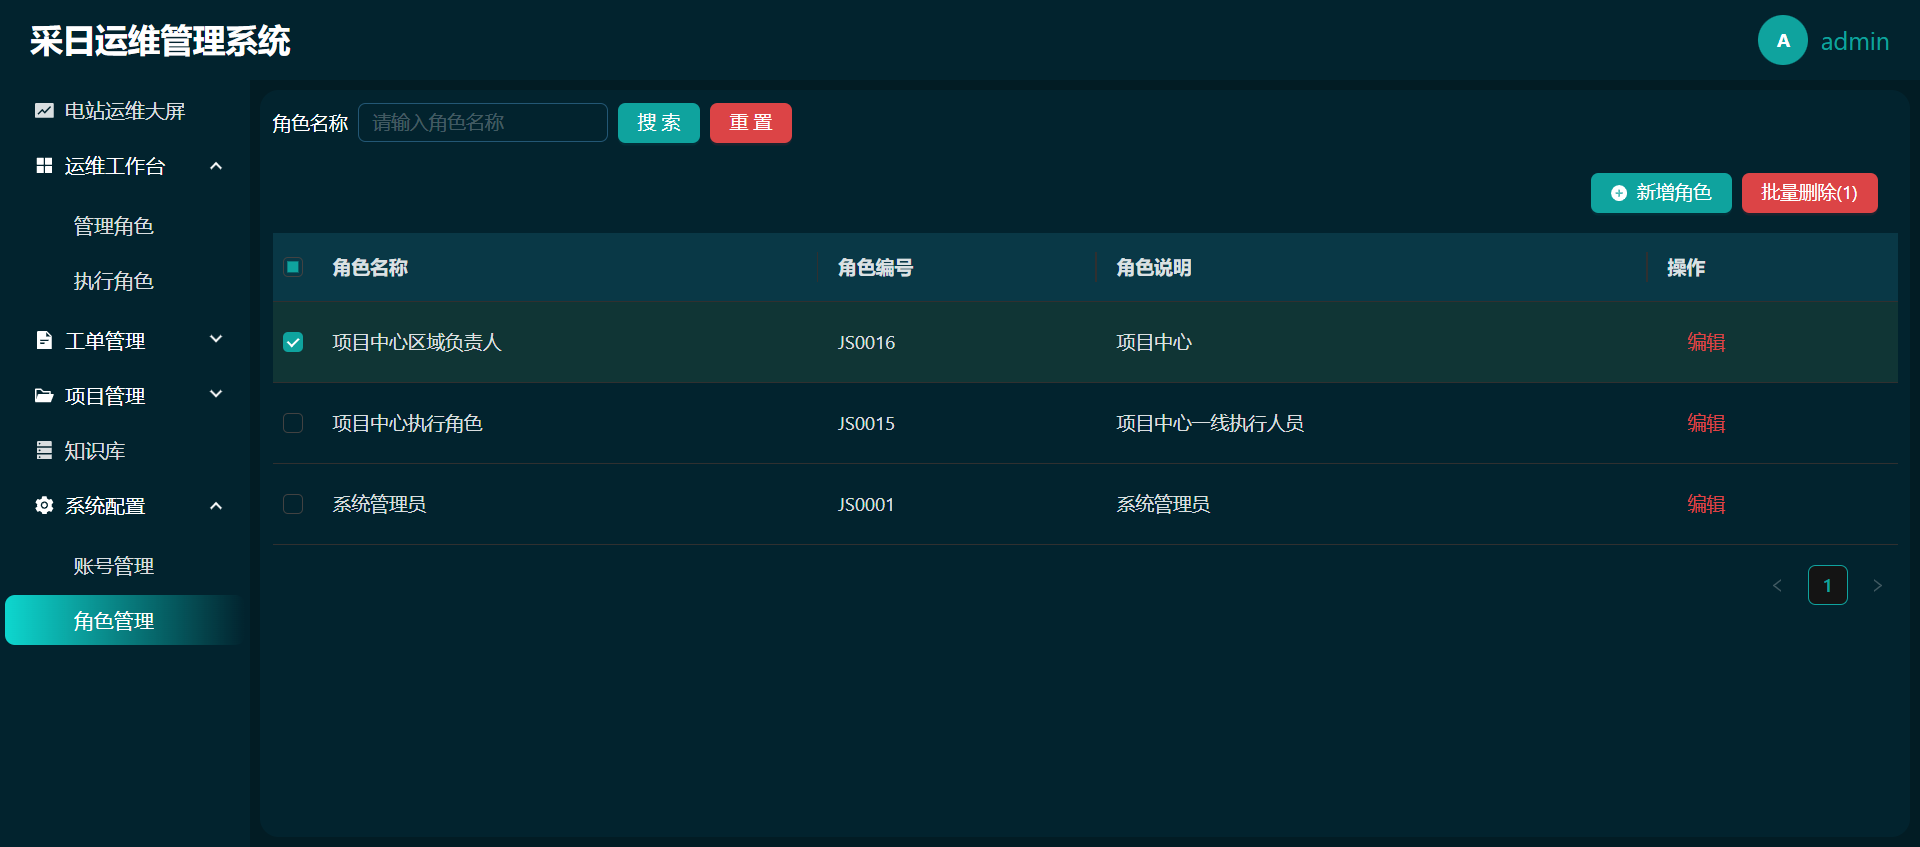 采日运维管理系统
A admin
电站运维大屏
运维工作台
管理角色
执行角色
工单管理
项目管理
知识库
系统配置
账号管理
角色管理
角色名称 请输入角色名称 搜 索 重 置
新增角色 批量删除(1)
角色名称 角色编号 角色说明 操作
项目中心区域负责人 JS0016 项目中心 编辑
项目中心执行角色 JS0015 项目中心一线执行人员 编辑
系统管理员 JS0001 系统管理员 编辑
< 1 >